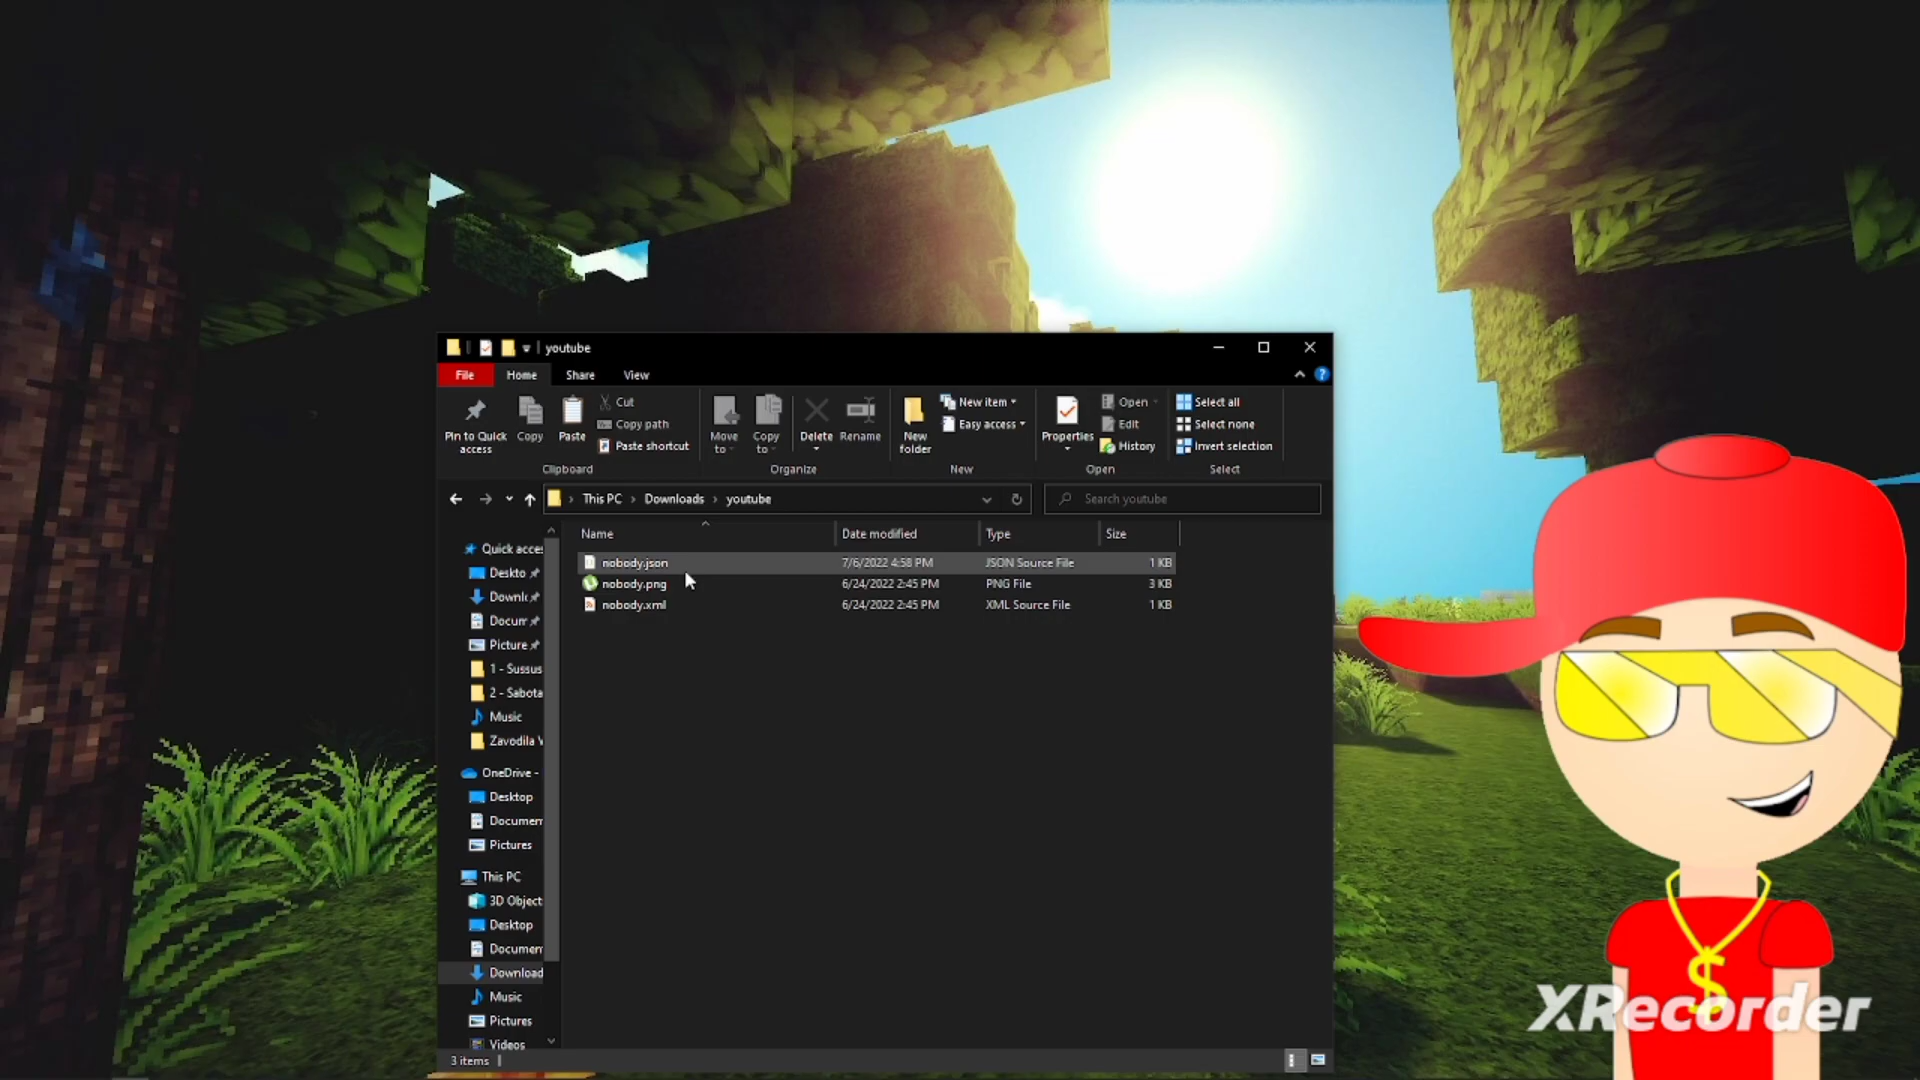 youtube
File Home Share View
Pin to Quick access
Copy
Paste
Cut
Copy path
Paste shortcut
Clipboard
Move to
Copy to
Delete
Rename
Organize
New folder
New item
Easy access
New
Properties
Open
Edit
History
Open
Select all
Select none
Invert selection
Select
This PC > Downloads > youtube
Search youtube
Name Date modified Type Size
nobody.json 7/6/2022 4:58 PM JSON Source File 1 KB
nobody.png 6/24/2022 2:45 PM PNG File 3 KB
nobody.xml 6/24/2022 2:45 PM XML Source File 1 KB
Quick acces
Deskto
Downlo
Docum
Picture
1 - Sussus
2 - Sabota
Music
Zavodila V
OneDrive -
Desktop
Documen
Pictures
This PC
3D Object
Desktop
Documen
Download
Music
Pictures
Videos
3 items
$
XRecorder